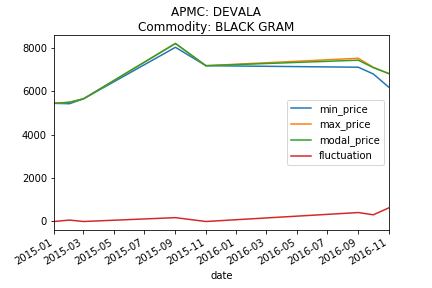 APMC: DEVALA
Commodity: BLACK GRAM
8000
6000
4000
2000
0
min_price
max_price
modal_price
fluctuation
2015-01
2015-03
2015-05
2015-07
2015-09
2015-11
2016-01
2016-03
2016-05
2016-07
2016-09
2016-11
date